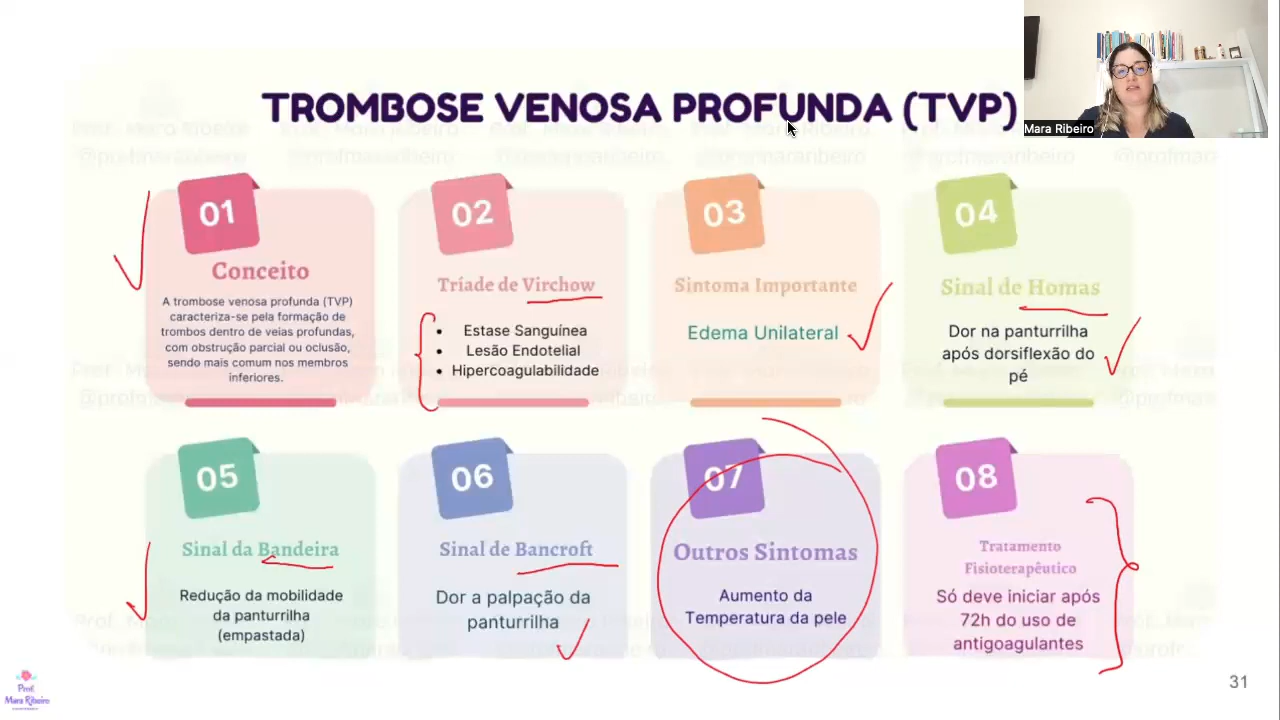 TROMBOSE VENOSA PROFUNDA (TVP)
Mara Ribeiro
01
Conceito
A trombose venosa profunda (TVP)
caracteriza-se pela formação de
trombos dentro de veias profundas,
com obstrução parcial ou oclusão,
sendo mais comum nos membros
inferiores.
02
Tríade de Virchow
• Estase Sanguínea
• Lesão Endotelial
• Hipercoagulabilidade
03
Sintoma Importante
Edema Unilateral
04
Sinal de Homas
Dor na panturrilha
após dorsiflexão do
pé
05
Sinal da Bandeira
Redução da mobilidade
da panturrilha
(empastada)
06
Sinal de Bancroft
Dor a palpação da
panturrilha
07
Outros Sintomas
Aumento da
Temperatura da pele
08
Tratamento
Fisioterapêutico
Só deve iniciar após
72h do uso de
antigoagulantes
Prof.
Mara Ribeiro
31